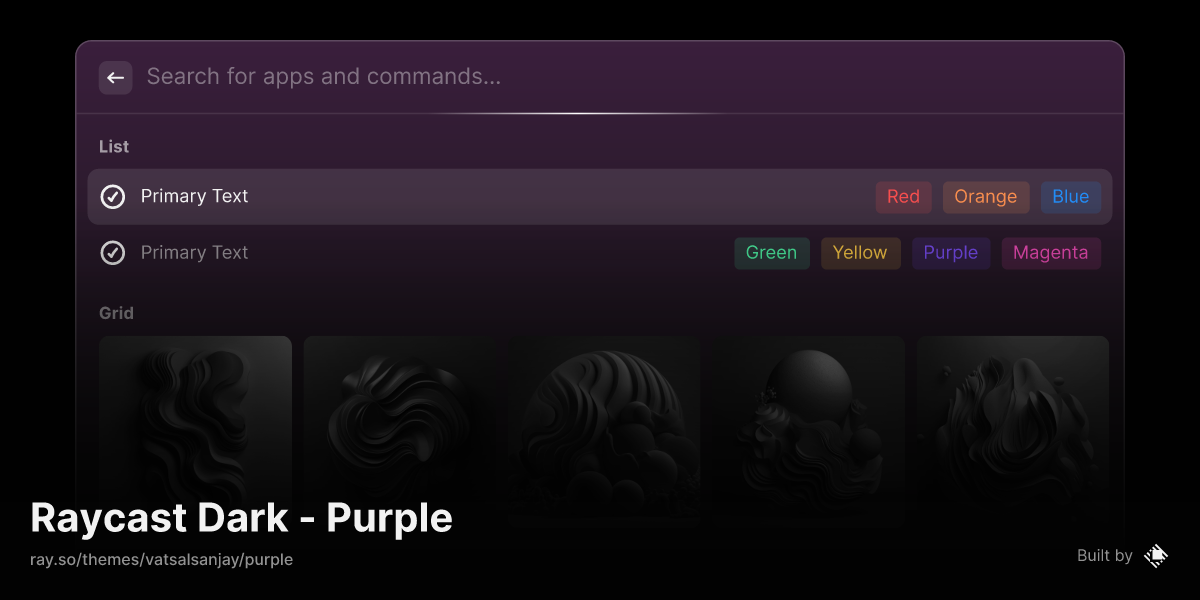 Search for apps and commands...
List
Primary Text Red Orange Blue
Primary Text Green Yellow Purple Magenta
Grid
Raycast Dark - Purple
ray.so/themes/vatsalsanjay/purple
Built by